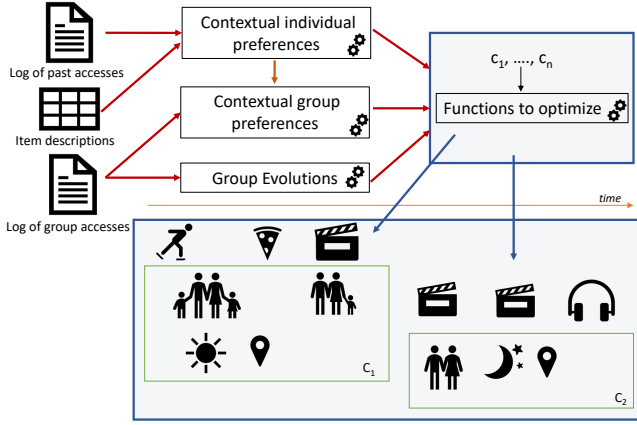 Log of past accesses
Item descriptions
Log of group accesses
Contextual individual
preferences
Contextual group
preferences
Group Evolutions
c₁, ...., cₙ
Functions to optimize
time
C₁
C₂